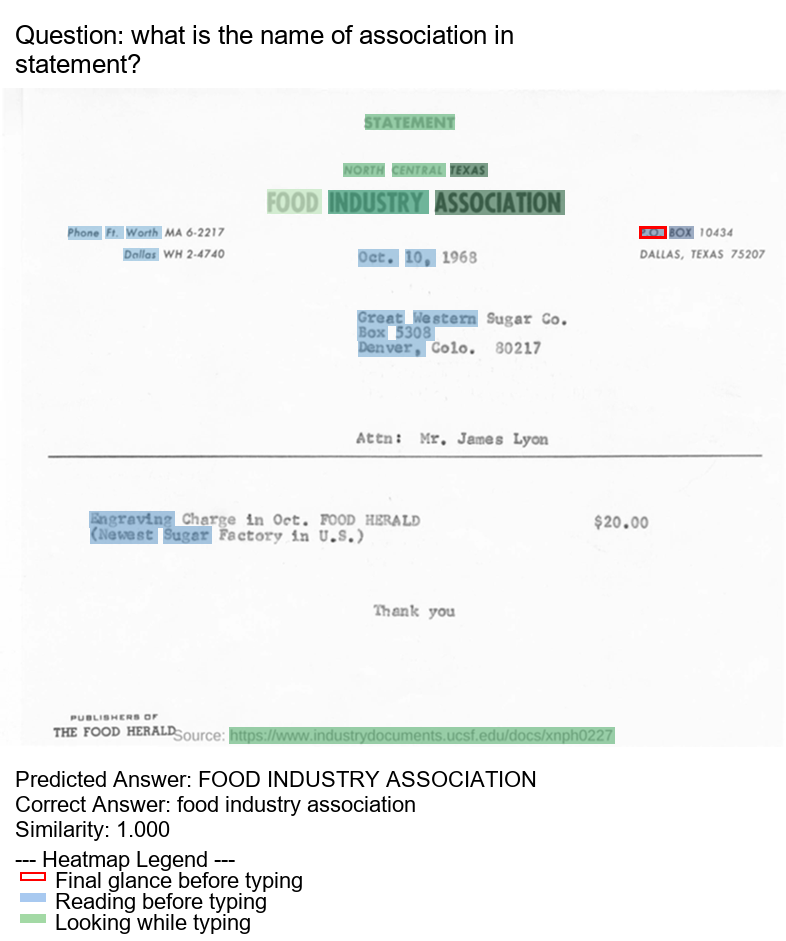 Question: what is the name of association in
statement?
STATEMENT
NORTH CENTRAL TEXAS
FOOD INDUSTRY ASSOCIATION
Phone Ft. Worth MA 6-2217
Dallas WH 2-4740
P.O. BOX 10434
DALLAS, TEXAS 75207
Oct. 10, 1968
Great Western Sugar Co.
Box 5308
Denver, Colo. 80217
Attn: Mr. James Lyon
Engraving Charge in Oct. FOOD HERALD $20.00
(Newest Sugar Factory in U.S.)
Thank you
PUBLISHERS OF
THE FOOD HERALD
Source: https://www.industrydocuments.ucsf.edu/docs/xnph0227
Predicted Answer: FOOD INDUSTRY ASSOCIATION
Correct Answer: food industry association
Similarity: 1.000
--- Heatmap Legend ---
Final glance before typing
Reading before typing
Looking while typing